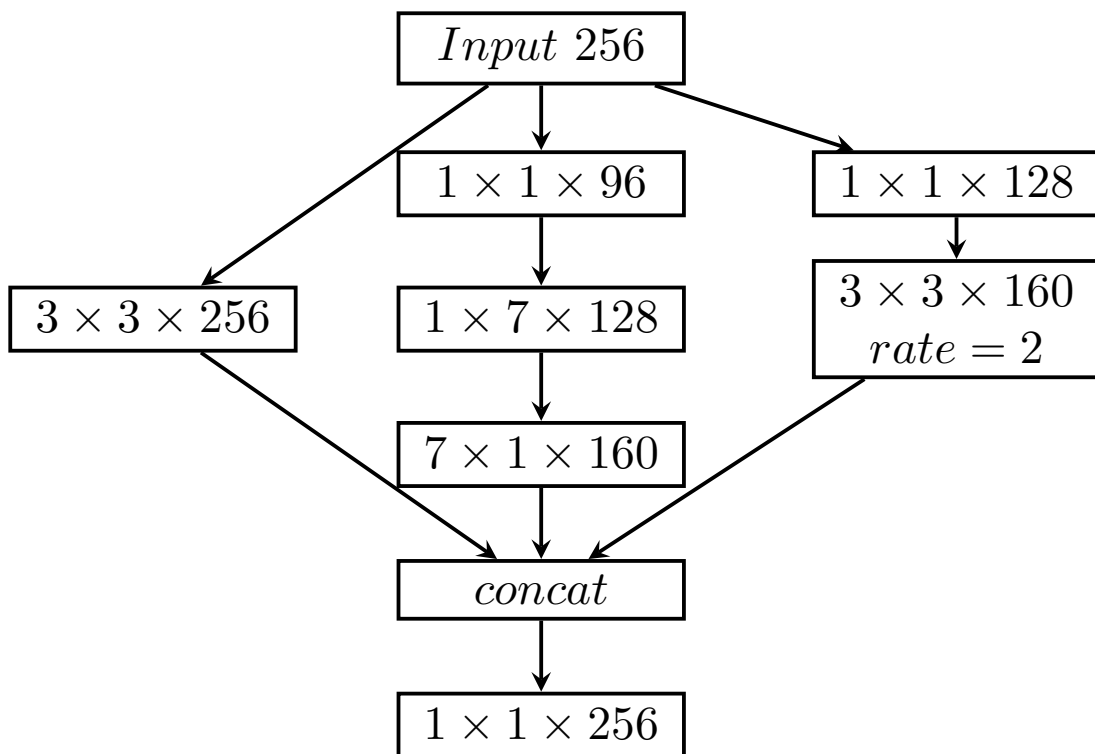 Input 256
1 × 1 × 96
1 × 1 × 128
3 × 3 × 256
1 × 7 × 128
3 × 3 × 160
rate = 2
7 × 1 × 160
concat
1 × 1 × 256